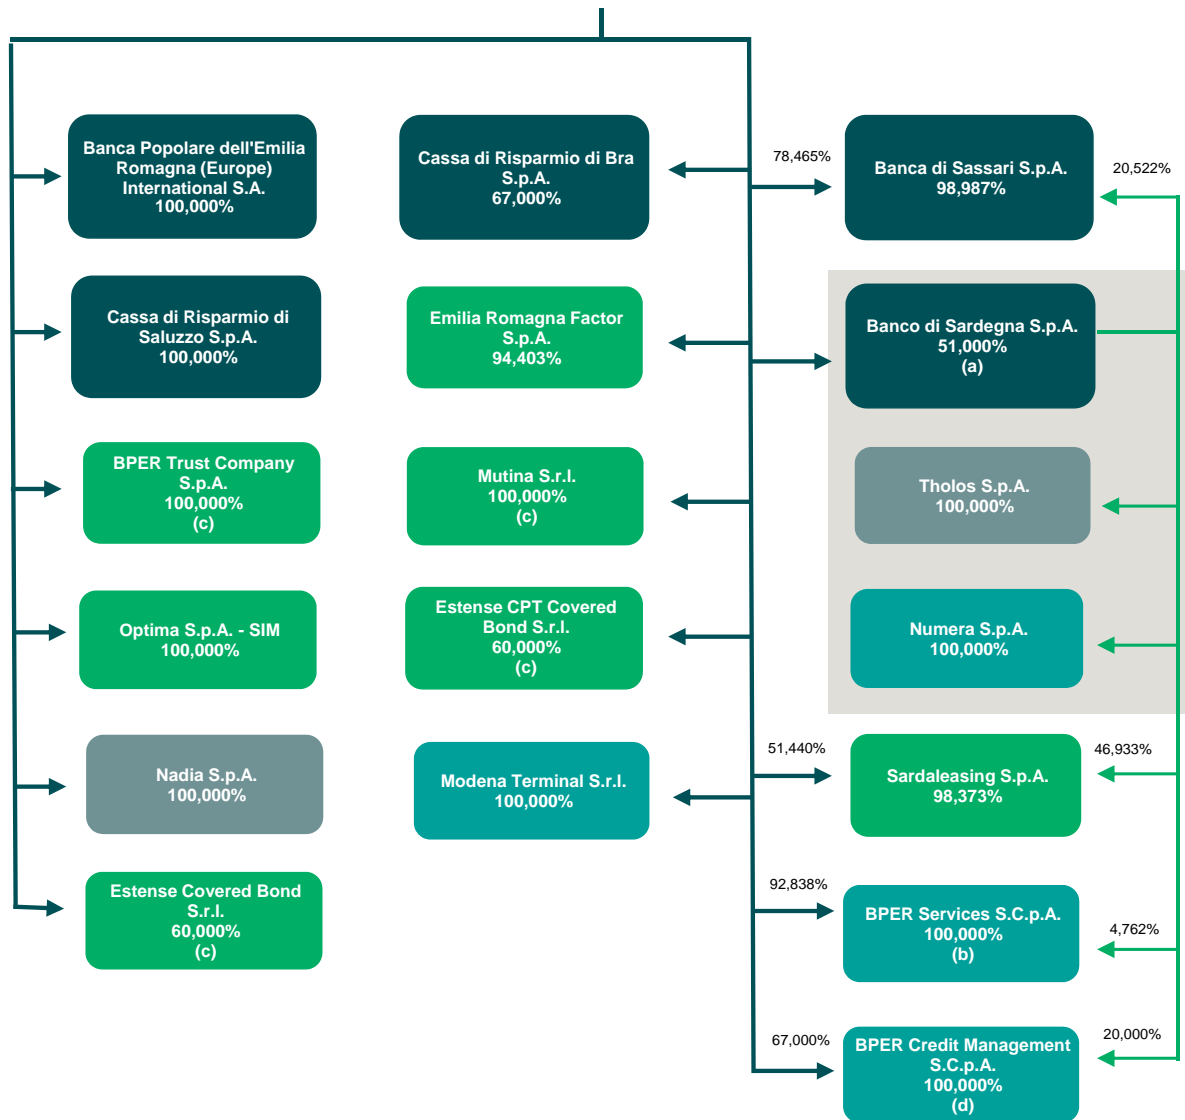 Banca Popolare dell'Emilia
Romagna (Europe)
International S.A.
100,000%
Cassa di Risparmio di Bra
S.p.A.
67,000%
78,465%
Banca di Sassari S.p.A.
98,987%
20,522%
Cassa di Risparmio di
Saluzzo S.p.A.
100,000%
Emilia Romagna Factor
S.p.A.
94,403%
Banco di Sardegna S.p.A.
51,000%
(a)
BPER Trust Company
S.p.A.
100,000%
(c)
Mutina S.r.l.
100,000%
(c)
Tholos S.p.A.
100,000%
Optima S.p.A. - SIM
100,000%
Estense CPT Covered
Bond S.r.l.
60,000%
(c)
Numera S.p.A.
100,000%
Nadia S.p.A.
100,000%
Modena Terminal S.r.l.
100,000%
51,440%
Sardaleasing S.p.A.
98,373%
46,933%
Estense Covered Bond
S.r.l.
60,000%
(c)
92,838%
BPER Services S.C.p.A.
100,000%
(b)
4,762%
67,000%
BPER Credit Management
S.C.p.A.
100,000%
(d)
20,000%